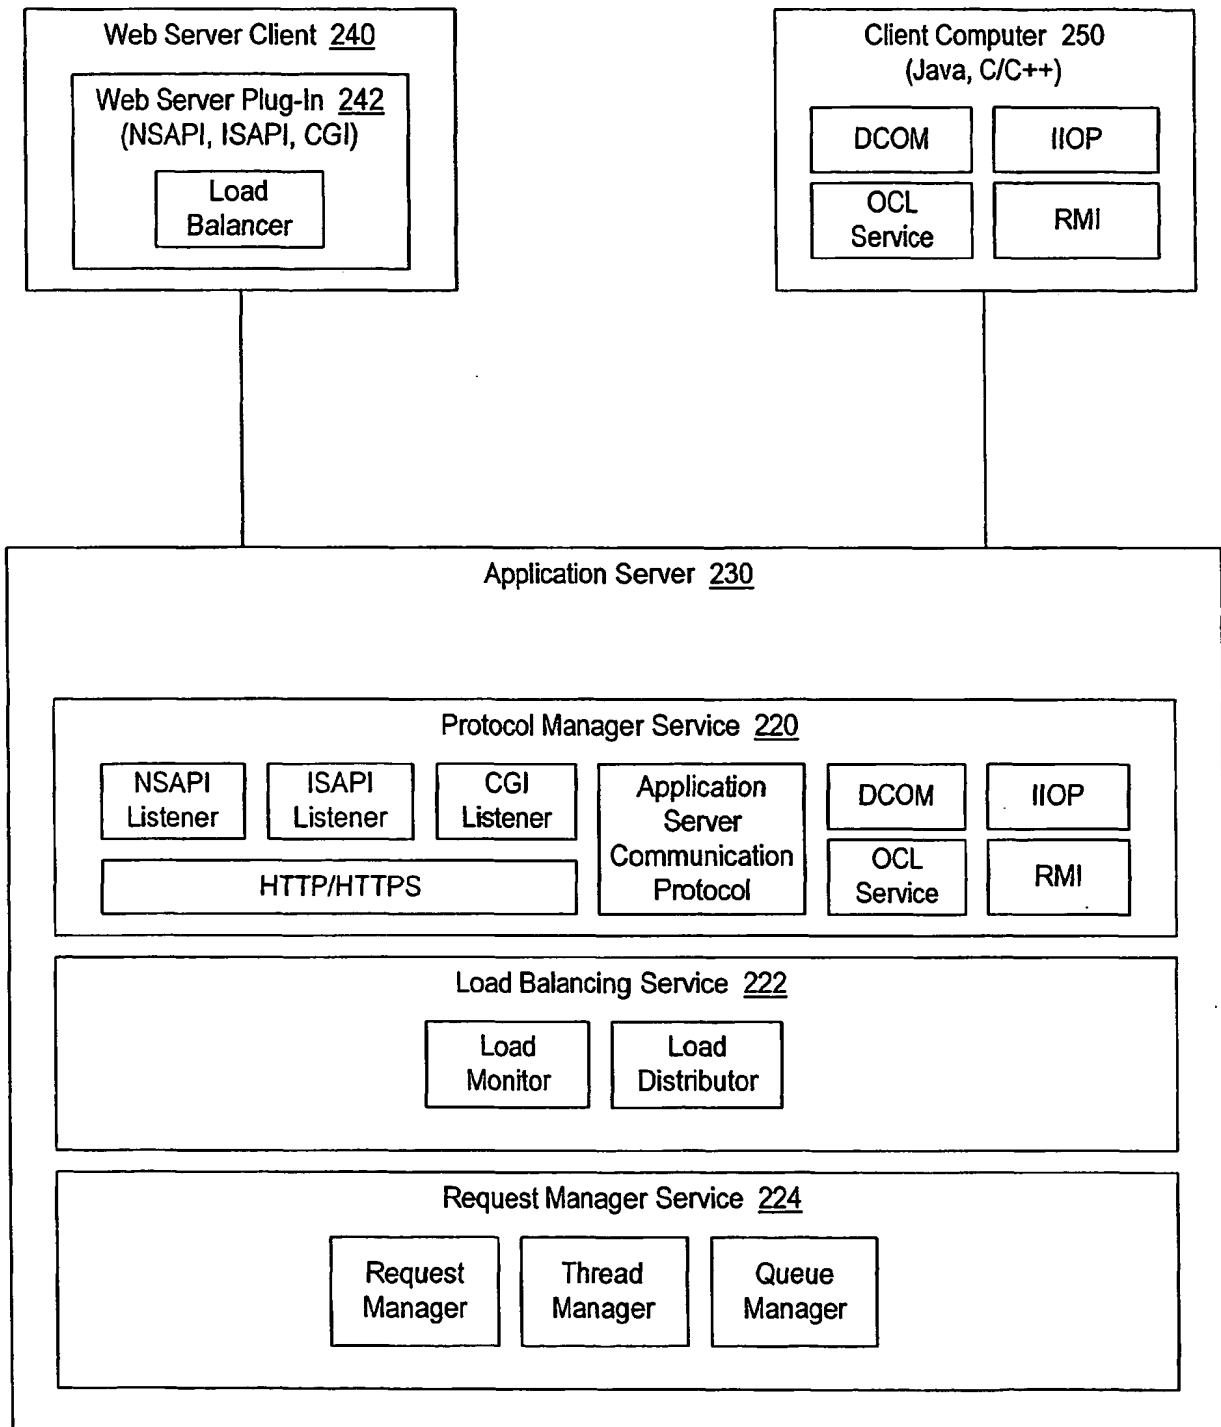 Web Server Client 240
Web Server Plug-In 242
(NSAPI, ISAPI, CGI)
Load
Balancer
Client Computer 250
(Java, C/C++)
DCOM
IIOP
OCL
Service
RMI
Application Server 230
Protocol Manager Service 220
NSAPI
Listener
ISAPI
Listener
CGI
Listener
HTTP/HTTPS
Application
Server
Communication
Protocol
DCOM
IIOP
OCL
Service
RMI
Load Balancing Service 222
Load
Monitor
Load
Distributor
Request Manager Service 224
Request
Manager
Thread
Manager
Queue
Manager